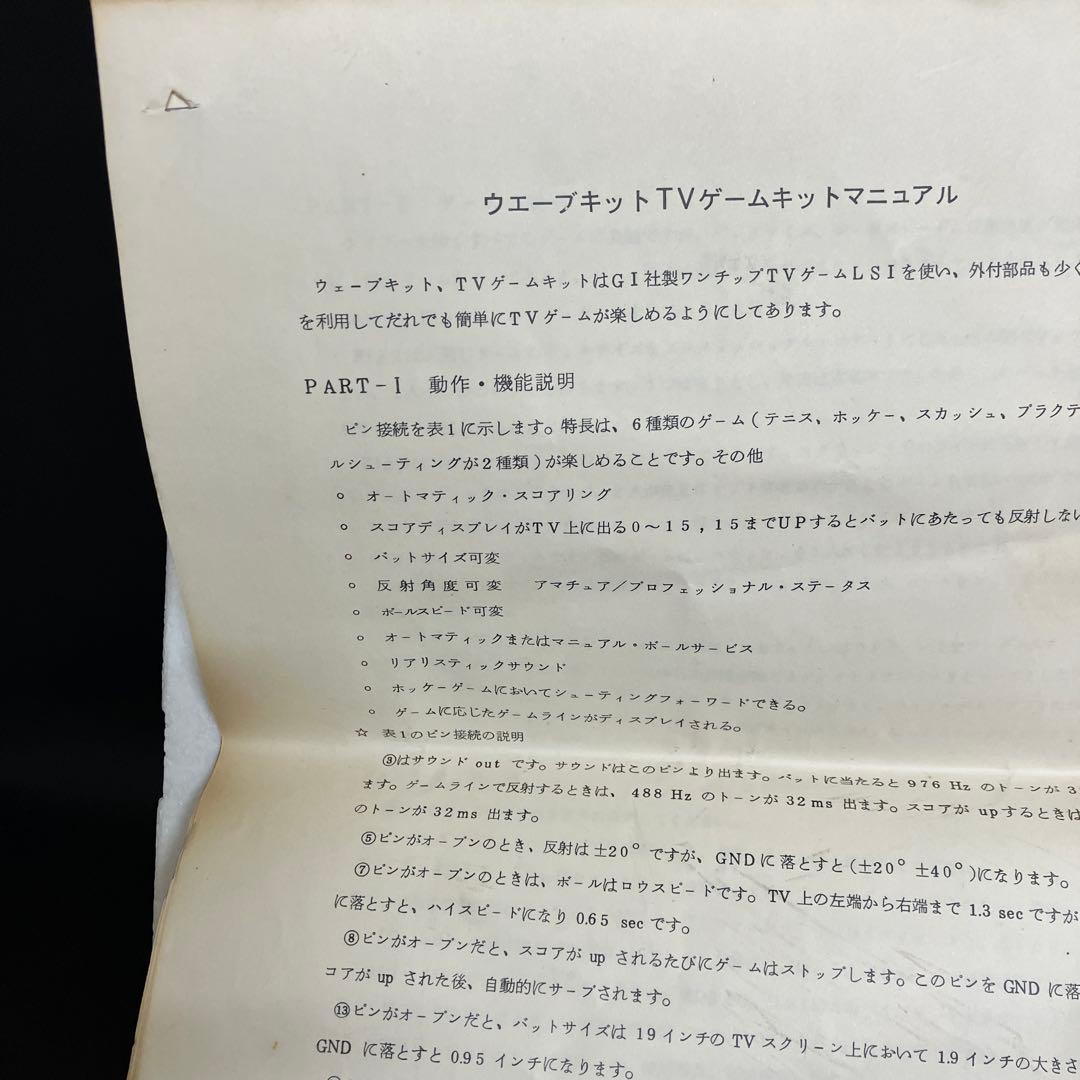 ウエーブキットTVゲームキットマニュアル
ウェーブキット、TVゲームキットはGI社製ワンチップTVゲームLSIを使い、外付部品も少く
を利用してだれでも簡単にTVゲームが楽しめるようにしてあります。
PART-I 動作・機能説明
ピン接続を表1に示します。特長は、6種類のゲーム(テニス、ホッケー、スカッシュ、プラクテ
ルシューティングが2種類)が楽しめることです。その他
○ オートマティック・スコアリング
○ スコアディスプレイがTV上に出る0〜15,15までUPするとバットにあたっても反射しない
○ バットサイズ可変
○ 反射角度可変 アマチュア/プロフェッショナル・ステータス
○ ボールスピード可変
○ オートマティックまたはマニュアル・ボールサービス
○ リアリスティックサウンド
○ ホッケーゲームにおいてシューティングフォーワードできる。
○ ゲームに応じたゲームラインがディスプレイされる。
☆ 表1のピン接続の説明
③はサウンド out です。サウンドはこのピンより出ます。バットに当たると 976 Hz のトーンが 3
ます。ゲームラインで反射するときは、 488 Hz のトーンが 32ms 出ます。スコアが upするときは
のトーンが 32ms 出ます。
⑤ピンがオープンのとき、反射は±20° ですが、GNDに落とすと(±20° ±40°)になります。
⑦ピンがオープンのときは、ボールはロウスピードです。TV 上の左端から右端まで 1.3 secですが
に落とすと、ハイスピードになり 0.65 secです。
⑧ピンがオープンだと、スコアが up されるたびにゲームはストップします。このピンを GND に落
コアが up された後、自動的にサーブされます。
⑬ピンがオープンだと、バットサイズは 19インチの TV スクリーン上において 1.9インチの大きさ
GND に落とすと 0.95 インチになります。